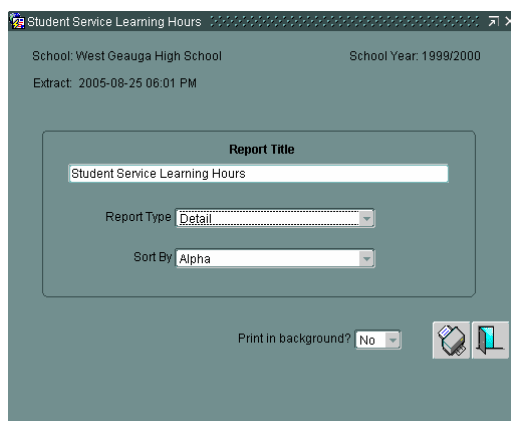 Student Service Learning Hours
School: West Geauga High School School Year: 1999/2000
Extract: 2005-08-25 06:01 PM
Report Title
Student Service Learning Hours
Report Type Detail
Sort By Alpha
Print in background? No